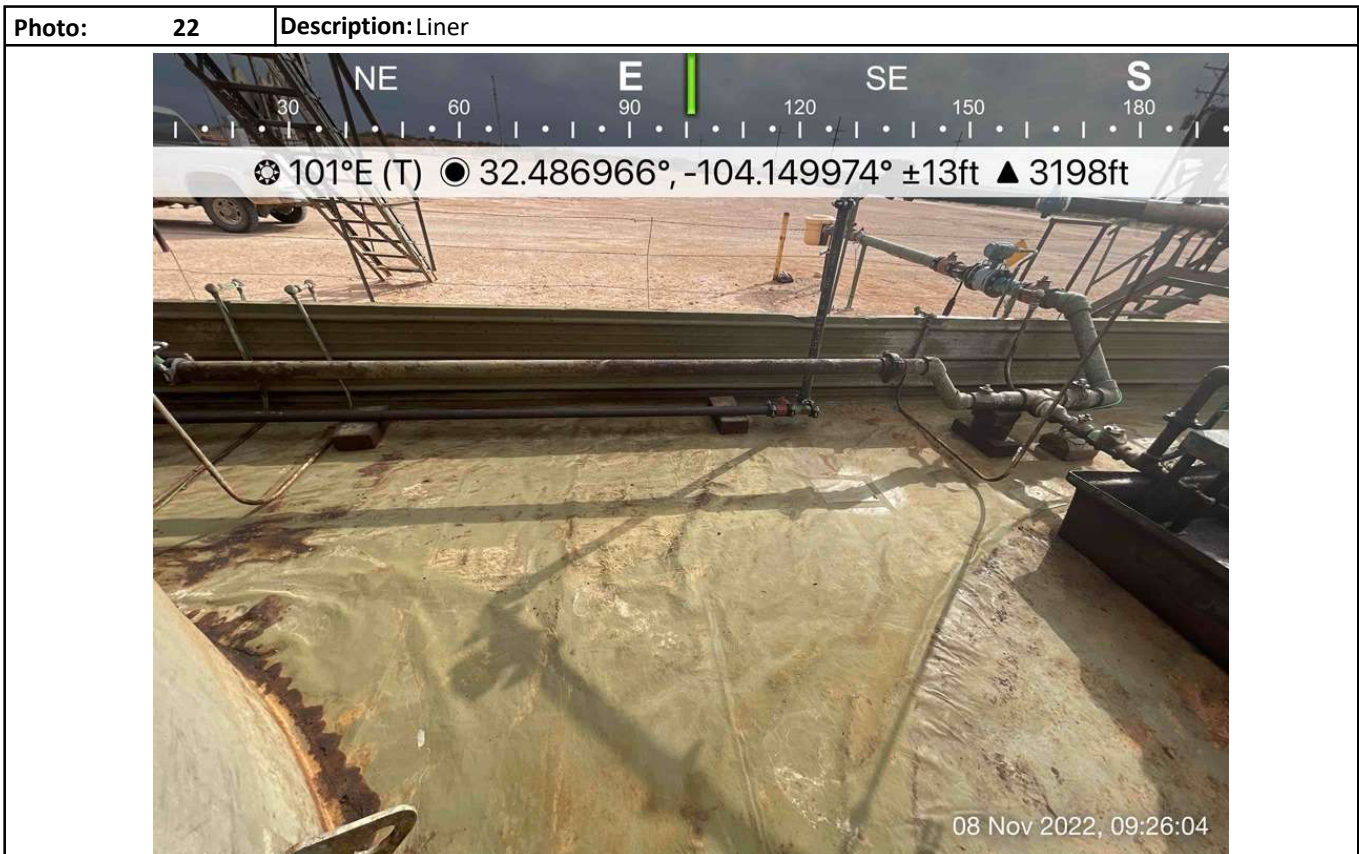 Photo: 22 Description: Liner
NE E SE S
30 60 90 120 150 180
101°E (T) 32.486966°, -104.149974° ±13ft ▲ 3198ft
08 Nov 2022, 09:26:04